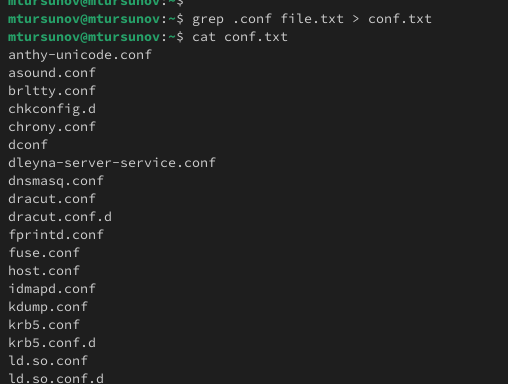 mtursunov@mtursunov:~$
mtursunov@mtursunov:~$ grep .conf file.txt > conf.txt
mtursunov@mtursunov:~$ cat conf.txt
anthy-unicode.conf
asound.conf
brltty.conf
chkconfig.d
chrony.conf
dconf
dleyna-server-service.conf
dnsmasq.conf
dracut.conf
dracut.conf.d
fprintd.conf
fuse.conf
host.conf
idmapd.conf
kdump.conf
krb5.conf
krb5.conf.d
ld.so.conf
ld.so.conf.d